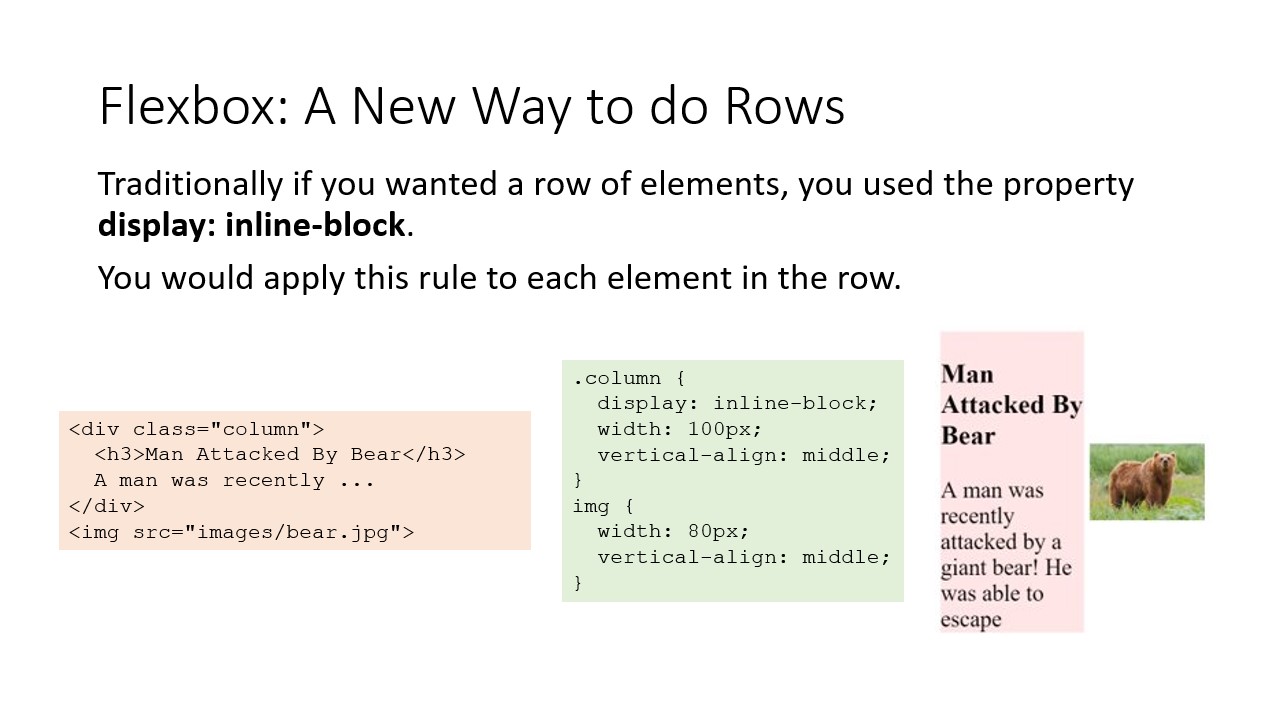 Flexbox: A New Way to do Rows
Traditionally if you wanted a row of elements, you used the property
display: inline-block.
You would apply this rule to each element in the row.
<div class="column">
  <h3>Man Attacked By Bear</h3>
  A man was recently ...
</div>
<img src="images/bear.jpg">
.column {
  display: inline-block;
  width: 100px;
  vertical-align: middle;
}
img {
  width: 80px;
  vertical-align: middle;
}
Man
Attacked By
Bear
A man was
recently
attacked by a
giant bear! He
was able to
escape